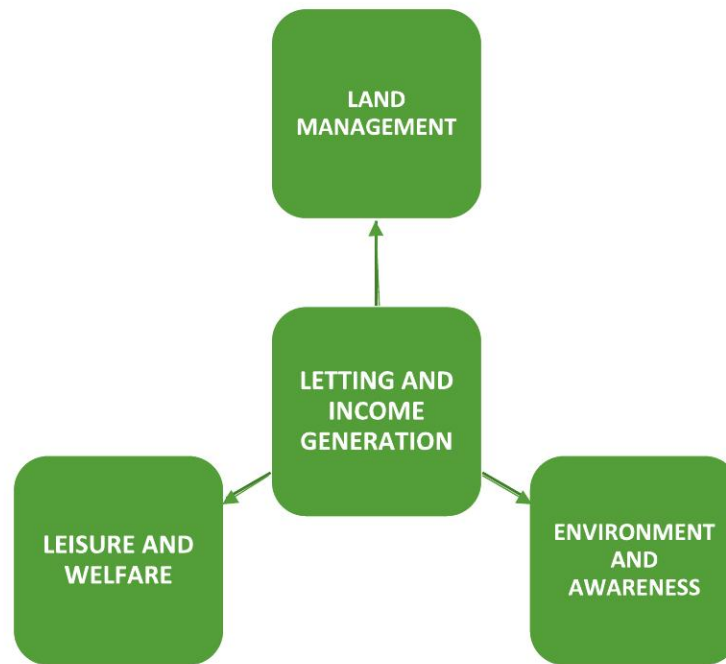 LAND
MANAGEMENT
LETTING AND
INCOME
GENERATION
LEISURE AND
WELFARE
ENVIRONMENT
AND
AWARENESS